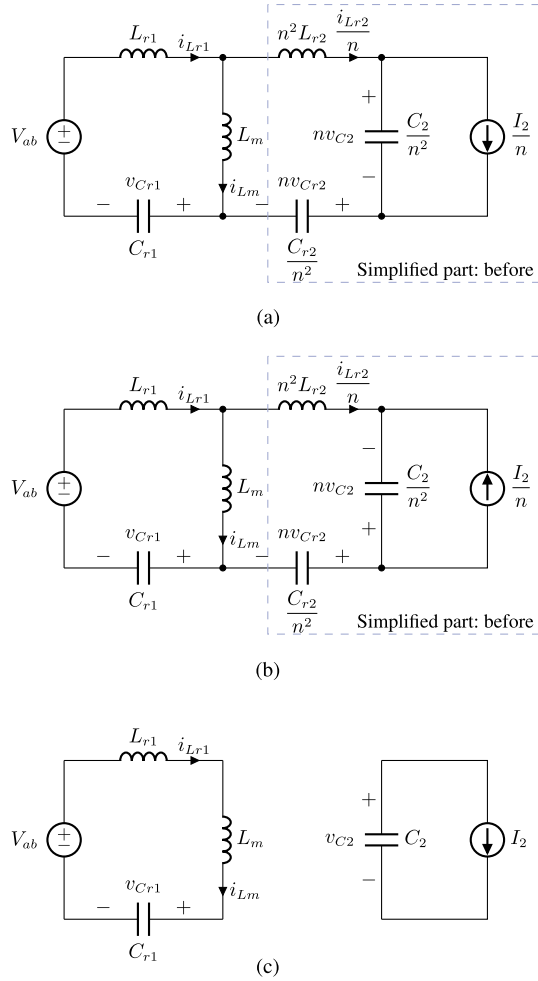 L_{r1} i_{Lr1} n^2L_{r2} \frac{i_{Lr2}}{n}
+
V_{ab} + − L_m nv_{C2} \frac{C_2}{n^2} \frac{I_2}{n}
−
v_{Cr1} i_{Lm} nv_{Cr2}
− + − +
C_{r1} \frac{C_{r2}}{n^2}
Simplified part: before
(a)
L_{r1} i_{Lr1} n^2L_{r2} \frac{i_{Lr2}}{n}
−
V_{ab} + − L_m nv_{C2} \frac{C_2}{n^2} \frac{I_2}{n}
+
v_{Cr1} i_{Lm} nv_{Cr2}
− + − +
C_{r1} \frac{C_{r2}}{n^2}
Simplified part: before
(b)
L_{r1} i_{Lr1}
+
V_{ab} + − L_m v_{C2} C_2 I_2
−
v_{Cr1} i_{Lm}
− +
C_{r1}
(c)